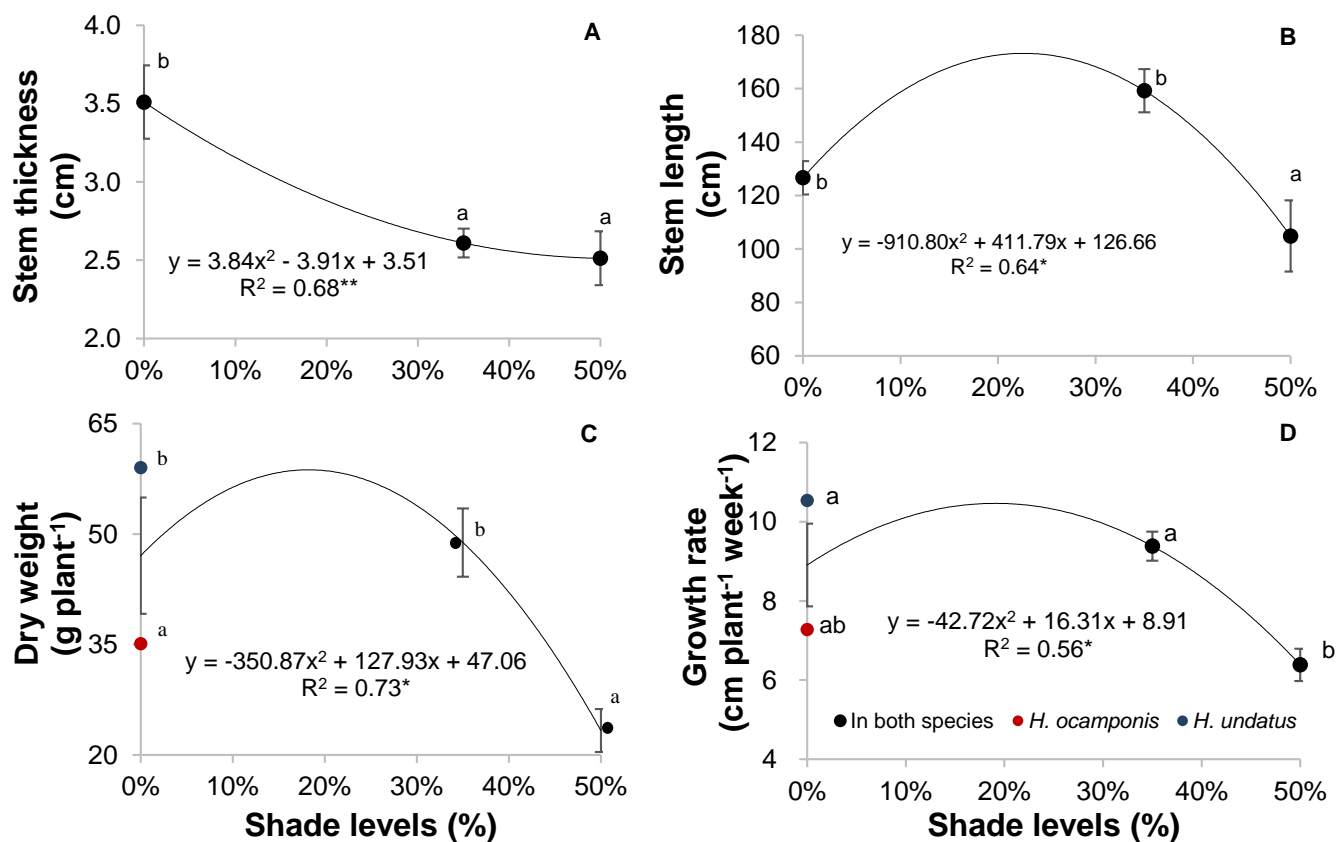 A
Stem thickness
(cm)
4.0
3.5
3.0
2.5
2.0
b
a
a
y = 3.84x² - 3.91x + 3.51
R² = 0.68**
0% 10% 20% 30% 40% 50%
B
Stem length
(cm)
180
160
140
120
100
80
60
b
b
a
y = -910.80x² + 411.79x + 126.66
R² = 0.64*
0% 10% 20% 30% 40% 50%
C
Dry weight
(g plant⁻¹)
65
50
35
20
b
a
b
a
y = -350.87x² + 127.93x + 47.06
R² = 0.73*
0% 10% 20% 30% 40% 50%
Shade levels (%)
D
Growth rate
(cm plant⁻¹ week⁻¹)
12
10
8
6
4
a
ab
a
b
y = -42.72x² + 16.31x + 8.91
R² = 0.56*
In both species H. ocamponis H. undatus
0% 10% 20% 30% 40% 50%
Shade levels (%)